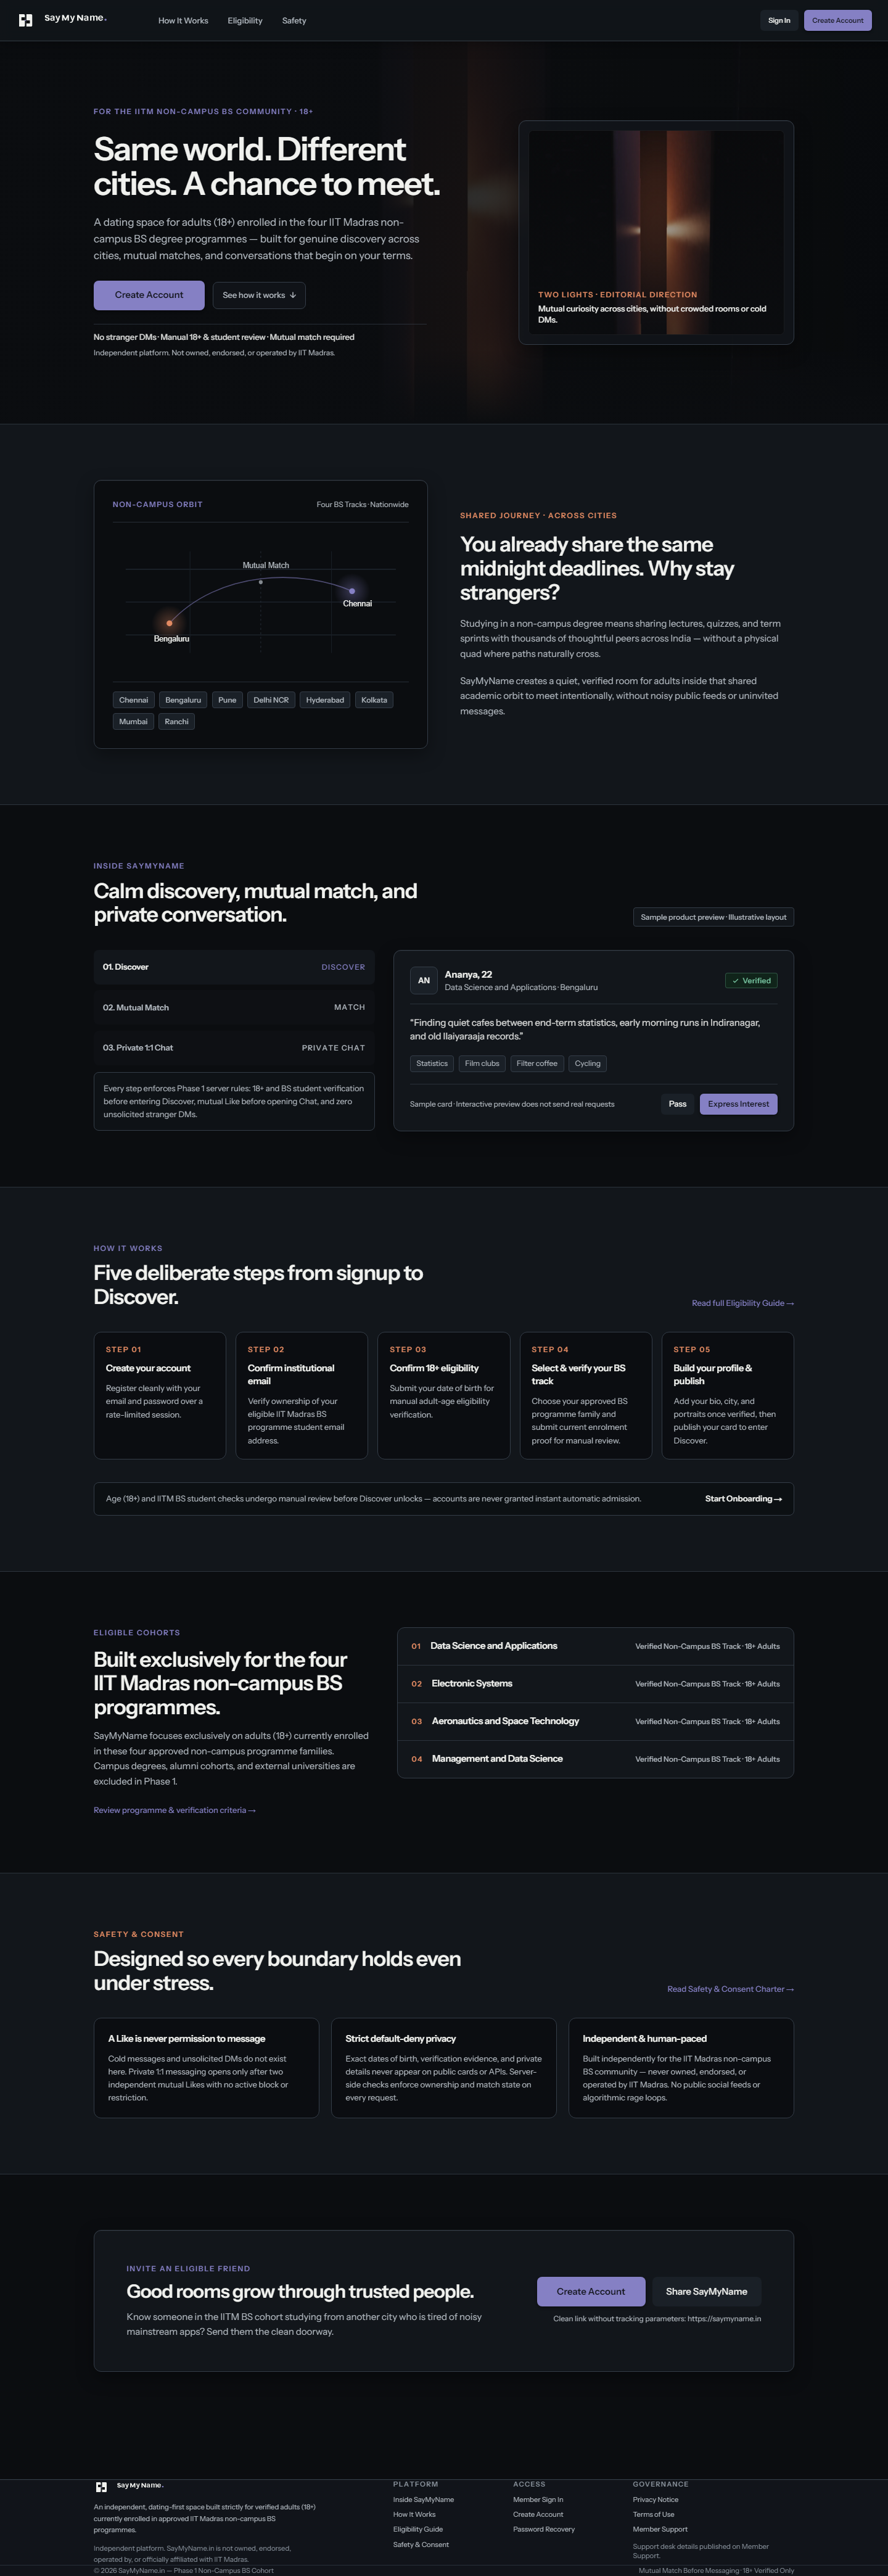 Say My Name.
How It Works
Eligibility
Safety
Sign In
Create Account
FOR THE IITM NON-CAMPUS BS COMMUNITY · 18+
Same world. Different
cities. A chance to meet.
A dating space for adults (18+) enrolled in the four IIT Madras non-
campus BS degree programmes — built for genuine discovery across
cities, mutual matches, and conversations that begin on your terms.
Create Account
See how it works ↓
No stranger DMs · Manual 18+ & student review · Mutual match required
Independent platform. Not owned, endorsed, or operated by IIT Madras.
TWO LIGHTS · EDITORIAL DIRECTION
Mutual curiosity across cities, without crowded rooms or cold
DMs.
NON-CAMPUS ORBIT
Four BS Tracks · Nationwide
Mutual Match
Chennai
Bengaluru
Chennai
Bengaluru
Pune
Delhi NCR
Hyderabad
Kolkata
Mumbai
Ranchi
SHARED JOURNEY · ACROSS CITIES
You already share the same
midnight deadlines. Why stay
strangers?
Studying in a non-campus degree means sharing lectures, quizzes, and term
sprints with thousands of thoughtful peers across India — without a physical
quad where paths naturally cross.
SayMyName creates a quiet, verified room for adults inside that shared
academic orbit to meet intentionally, without noisy public feeds or uninvited
messages.
INSIDE SAYMYNAME
Calm discovery, mutual match, and
private conversation.
Sample product preview · Illustrative layout
01. Discover
DISCOVER
02. Mutual Match
MATCH
03. Private 1:1 Chat
PRIVATE CHAT
Every step enforces Phase 1 server rules: 18+ and BS student verification
before entering Discover, mutual Like before opening Chat, and zero
unsolicited stranger DMs.
AN
Ananya, 22
Data Science and Applications · Bengaluru
✓ Verified
"Finding quiet cafes between end-term statistics, early morning runs in Indiranagar,
and old Ilaiyaraaja records."
Statistics
Film clubs
Filter coffee
Cycling
Sample card · Interactive preview does not send real requests
Pass
Express Interest
HOW IT WORKS
Five deliberate steps from signup to
Discover.
Read full Eligibility Guide →
STEP 01
Create your account
Register cleanly with your
email and password over a
rate-limited session.
STEP 02
Confirm institutional
email
Verify ownership of your
eligible IIT Madras BS
programme student email
address.
STEP 03
Confirm 18+ eligibility
Submit your date of birth for
manual adult-age eligibility
verification.
STEP 04
Select & verify your BS
track
Choose your approved BS
programme family and
submit current enrolment
proof for manual review.
STEP 05
Build your profile &
publish
Add your bio, city, and
portraits once verified, then
publish your card to enter
Discover.
Age (18+) and IITM BS student checks undergo manual review before Discover unlocks — accounts are never granted instant automatic admission.
Start Onboarding →
ELIGIBLE COHORTS
Built exclusively for the four
IIT Madras non-campus BS
programmes.
SayMyName focuses exclusively on adults (18+) currently enrolled
in these four approved non-campus programme families.
Campus degrees, alumni cohorts, and external universities are
excluded in Phase 1.
Review programme & verification criteria →
01 Data Science and Applications
Verified Non-Campus BS Track · 18+ Adults
02 Electronic Systems
Verified Non-Campus BS Track · 18+ Adults
03 Aeronautics and Space Technology
Verified Non-Campus BS Track · 18+ Adults
04 Management and Data Science
Verified Non-Campus BS Track · 18+ Adults
SAFETY & CONSENT
Designed so every boundary holds even
under stress.
Read Safety & Consent Charter →
A Like is never permission to message
Cold messages and unsolicited DMs do not exist
here. Private 1:1 messaging opens only after two
independent mutual Likes with no active block or
restriction.
Strict default-deny privacy
Exact dates of birth, verification evidence, and private
details never appear on public cards or APIs. Server-
side checks enforce ownership and match state on
every request.
Independent & human-paced
Built independently for the IIT Madras non-campus
BS community — never owned, endorsed, or
operated by IIT Madras. No public social feeds or
algorithmic rage loops.
INVITE AN ELIGIBLE FRIEND
Good rooms grow through trusted people.
Know someone in the IITM BS cohort studying from another city who is tired of noisy
mainstream apps? Send them the clean doorway.
Create Account
Share SayMyName
Clean link without tracking parameters: https://saymyname.in
Say My Name.
An independent, dating-first space built strictly for verified adults (18+)
currently enrolled in approved IIT Madras non-campus BS
programmes.
Independent platform. SayMyName.in is not owned, endorsed,
operated by, or officially affiliated with IIT Madras.
PLATFORM
Inside SayMyName
How It Works
Eligibility Guide
Safety & Consent
ACCESS
Member Sign In
Create Account
Password Recovery
GOVERNANCE
Privacy Notice
Terms of Use
Member Support
Support desk details published on Member
Support.
© 2026 SayMyName.in — Phase 1 Non-Campus BS Cohort
Mutual Match Before Messaging · 18+ Verified Only